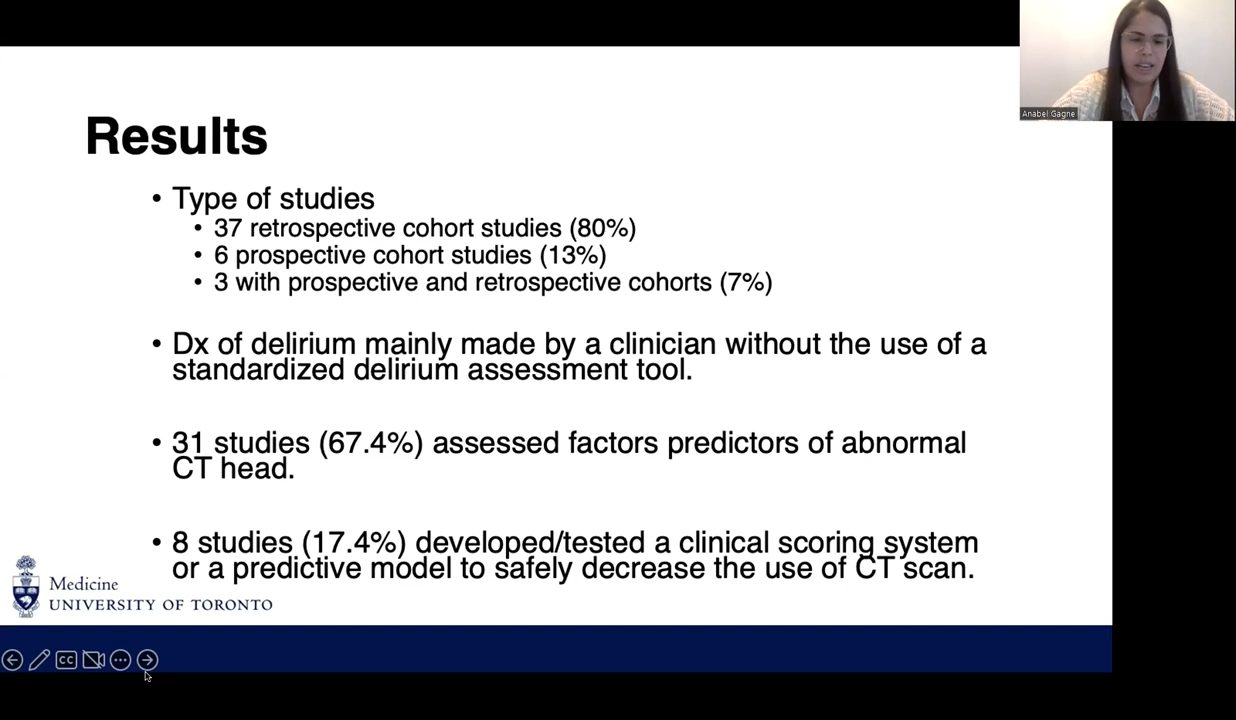 Anabel Gagne
Results
• Type of studies
• 37 retrospective cohort studies (80%)
• 6 prospective cohort studies (13%)
• 3 with prospective and retrospective cohorts (7%)
• Dx of delirium mainly made by a clinician without the use of a
standardized delirium assessment tool.
• 31 studies (67.4%) assessed factors predictors of abnormal
CT head.
• 8 studies (17.4%) developed/tested a clinical scoring system
or a predictive model to safely decrease the use of CT scan.
Medicine
UNIVERSITY OF TORONTO
CC